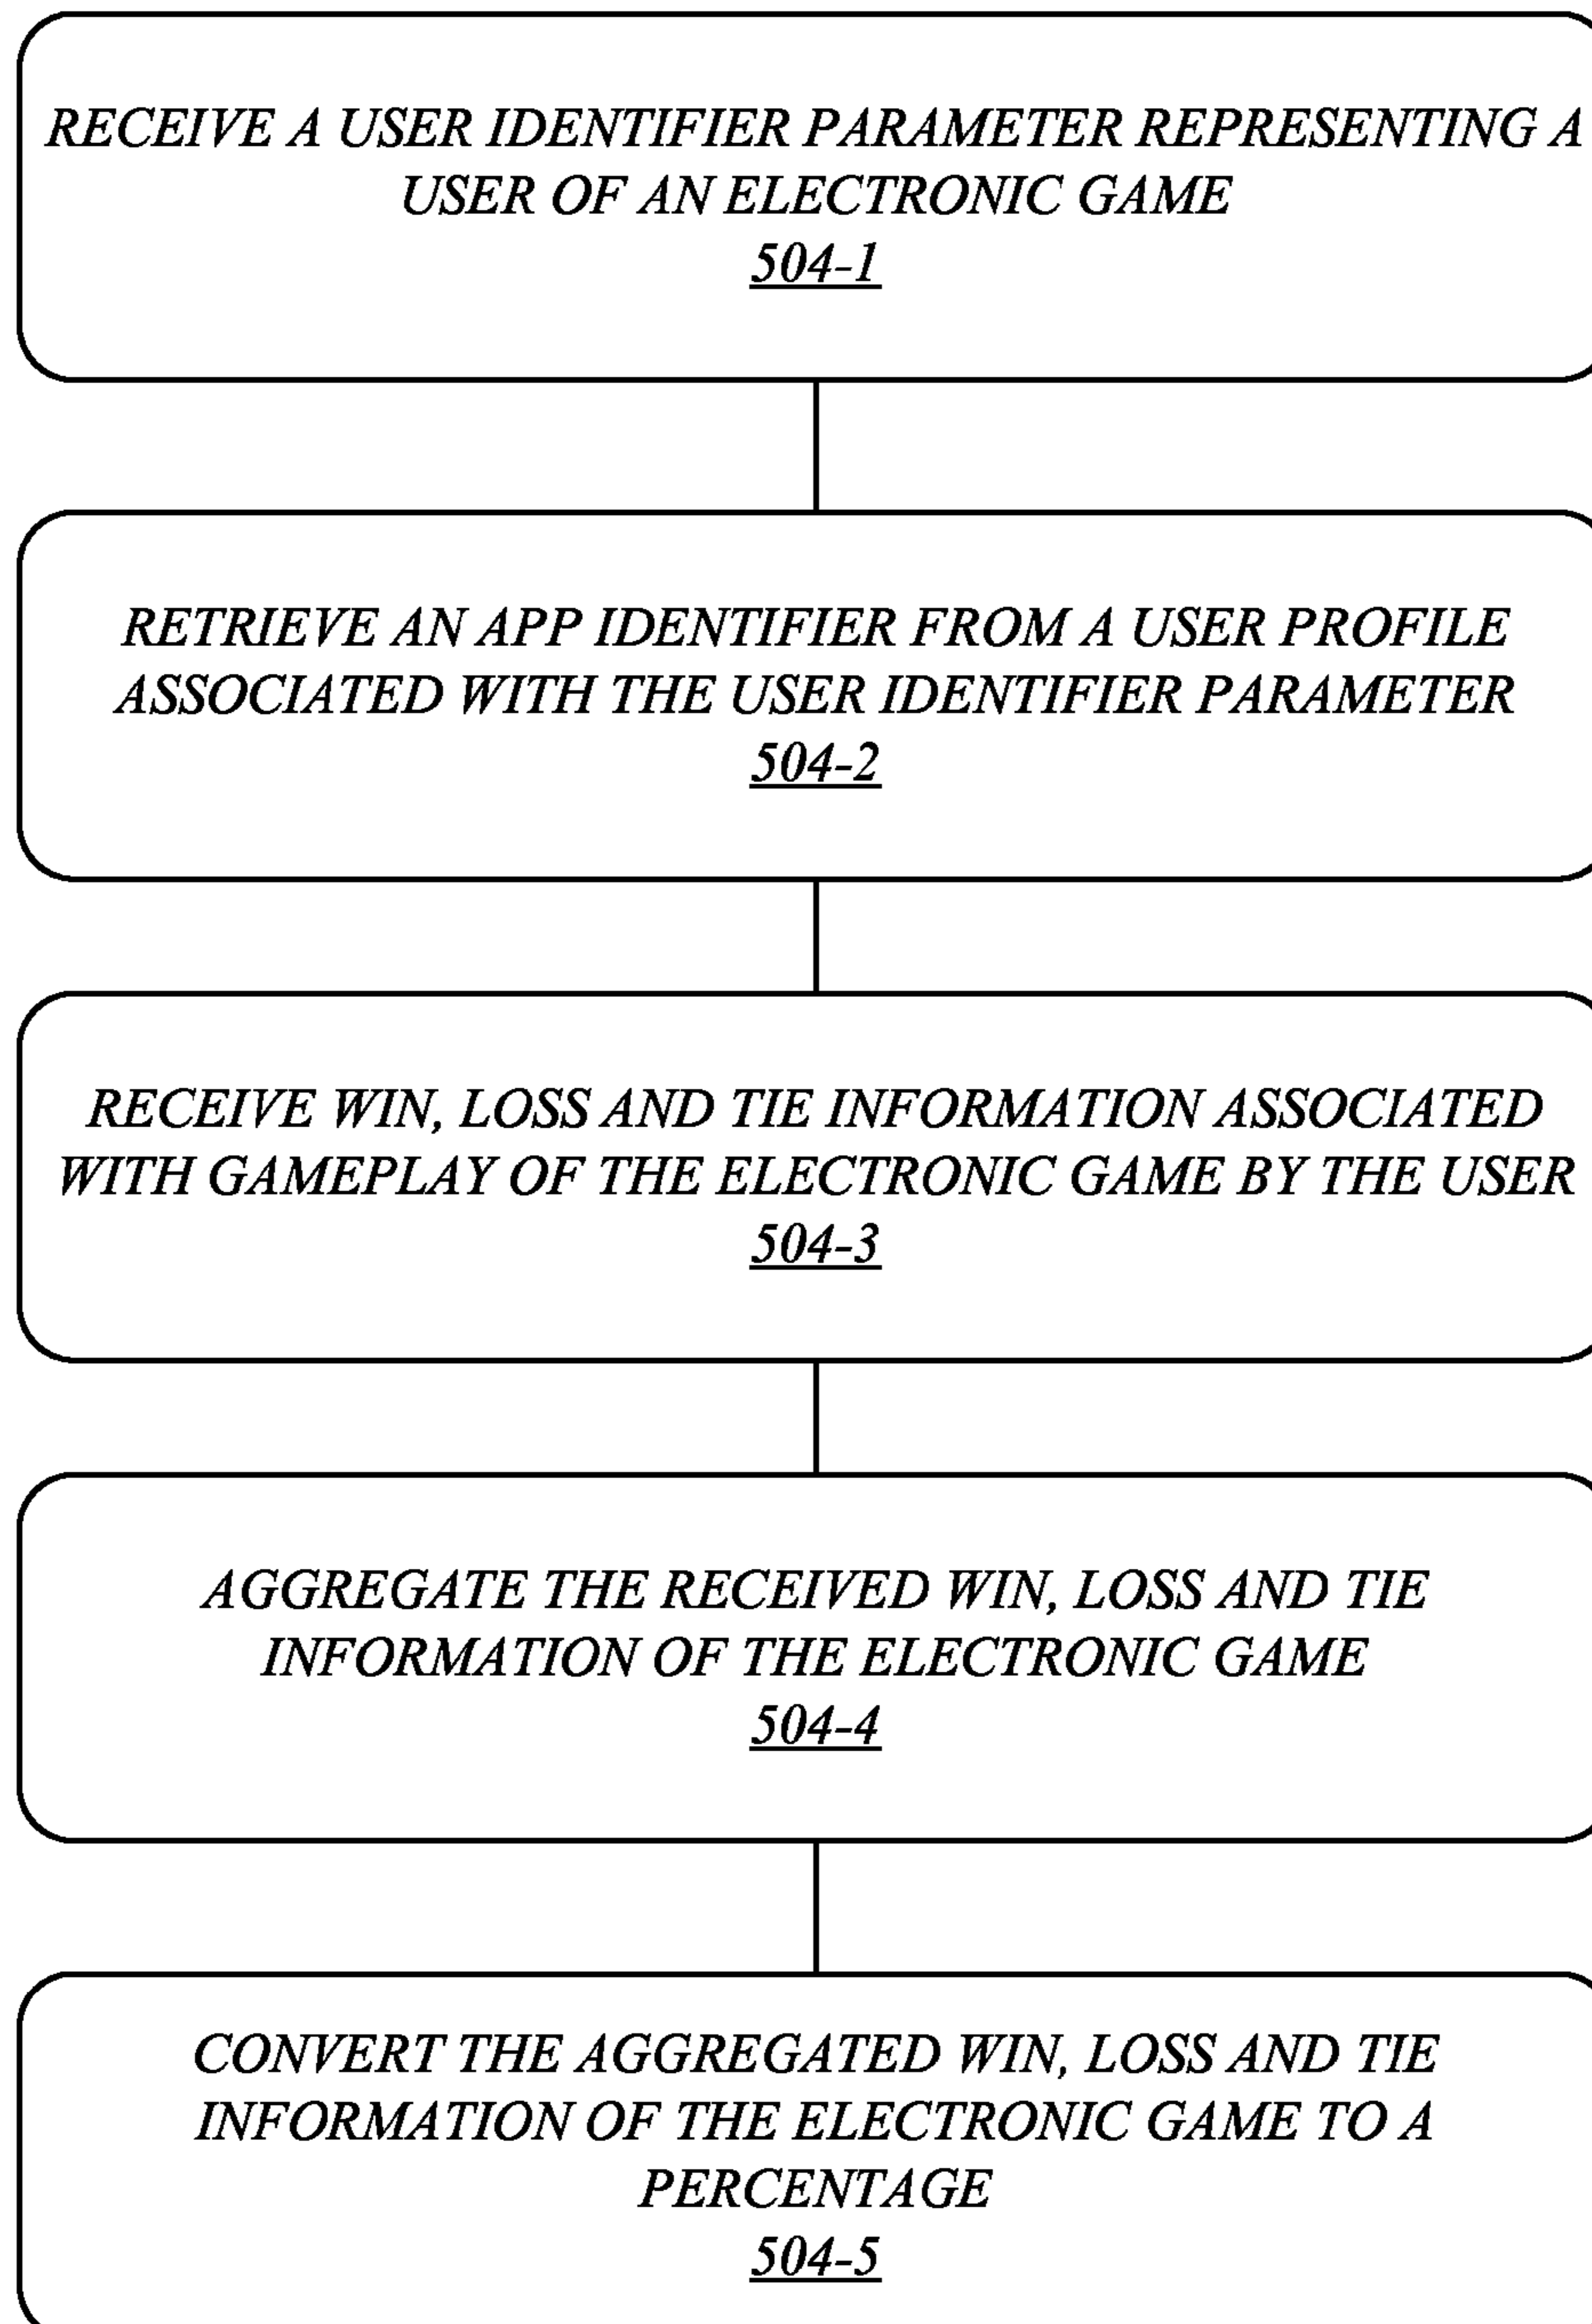 RECEIVE A USER IDENTIFIER PARAMETER REPRESENTING A
USER OF AN ELECTRONIC GAME
504-1
RETRIEVE AN APP IDENTIFIER FROM A USER PROFILE
ASSOCIATED WITH THE USER IDENTIFIER PARAMETER
504-2
RECEIVE WIN, LOSS AND TIE INFORMATION ASSOCIATED
WITH GAMEPLAY OF THE ELECTRONIC GAME BY THE USER
504-3
AGGREGATE THE RECEIVED WIN, LOSS AND TIE
INFORMATION OF THE ELECTRONIC GAME
504-4
CONVERT THE AGGREGATED WIN, LOSS AND TIE
INFORMATION OF THE ELECTRONIC GAME TO A
PERCENTAGE
504-5